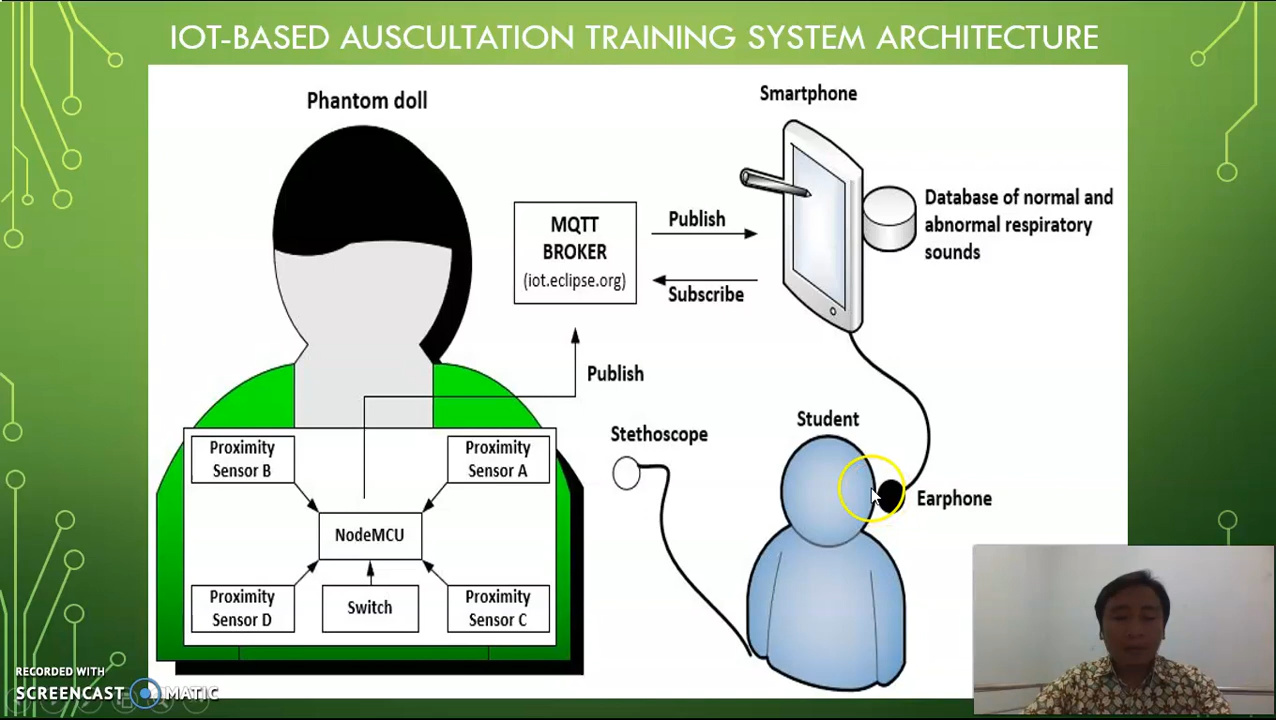 IOT-BASED AUSCULTATION TRAINING SYSTEM ARCHITECTURE
Phantom doll
Smartphone
MQTT
BROKER
(iot.eclipse.org)
Publish
Subscribe
Database of normal and
abnormal respiratory
sounds
Publish
Stethoscope
Student
Earphone
Proximity
Sensor B
Proximity
Sensor A
NodeMCU
Proximity
Sensor D
Switch
Proximity
Sensor C
RECORDED WITH
SCREENCAST MATIC